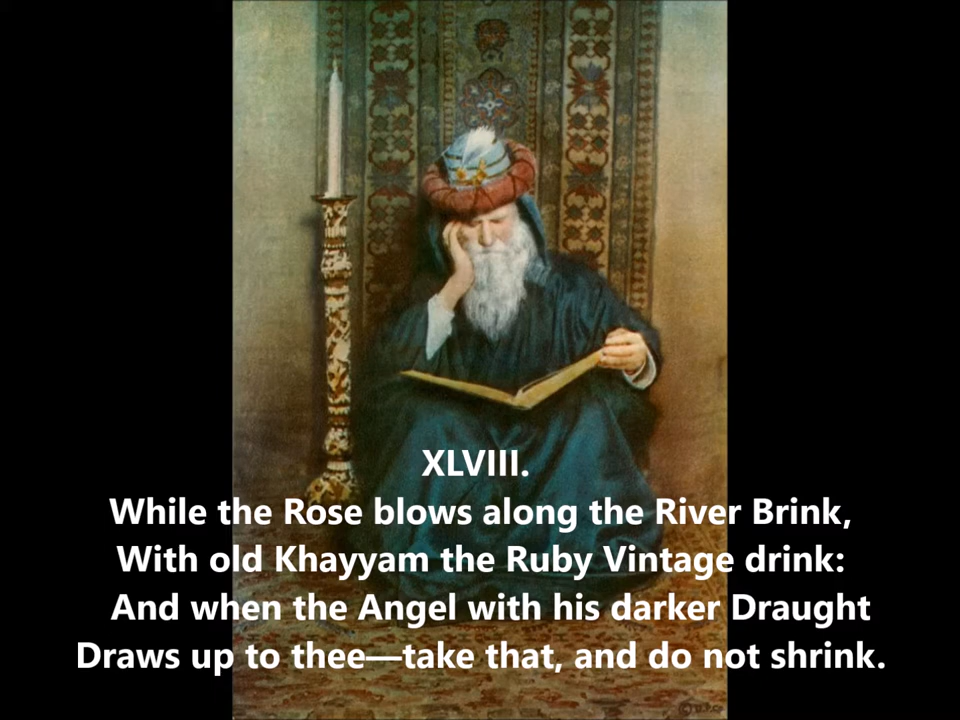 XLVIII.
While the Rose blows along the River Brink,
With old Khayyam the Ruby Vintage drink:
And when the Angel with his darker Draught
Draws up to thee—take that, and do not shrink.